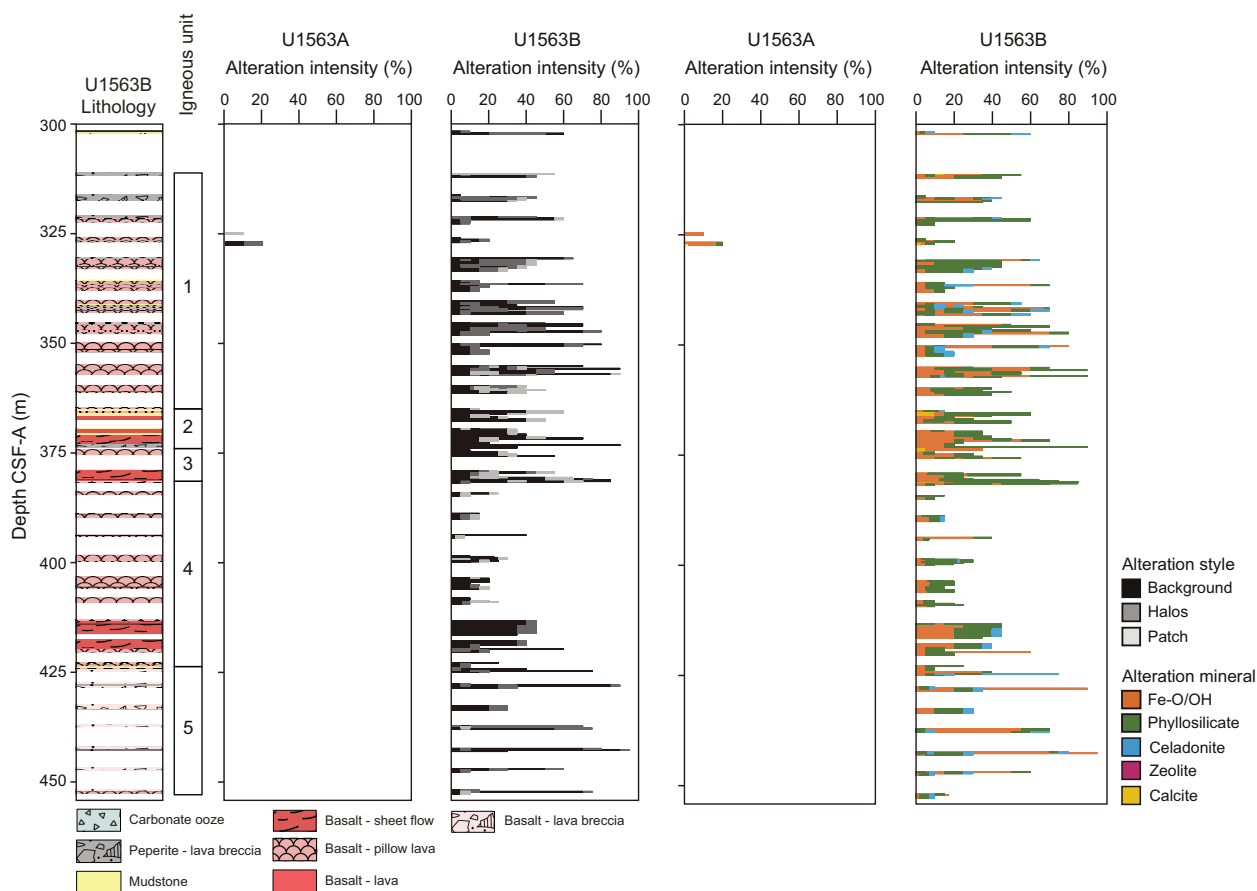 U1563A
U1563B
U1563A
U1563B
Alteration intensity (%)
Alteration intensity (%)
Alteration intensity (%)
Alteration intensity (%)
U1563B
Lithology
Igneous unit
0 20 40 60 80 100
0 20 40 60 80 100
0 20 40 60 80 100
0 20 40 60 80 100
Depth CSF-A (m)
300
325
350
375
400
425
450
1
2
3
4
5
Alteration style
Background
Halos
Patch
Alteration mineral
Fe-O/OH
Phyllosilicate
Celadonite
Zeolite
Calcite
Carbonate ooze
Peperite - lava breccia
Mudstone
Basalt - sheet flow
Basalt - pillow lava
Basalt - lava
Basalt - lava breccia